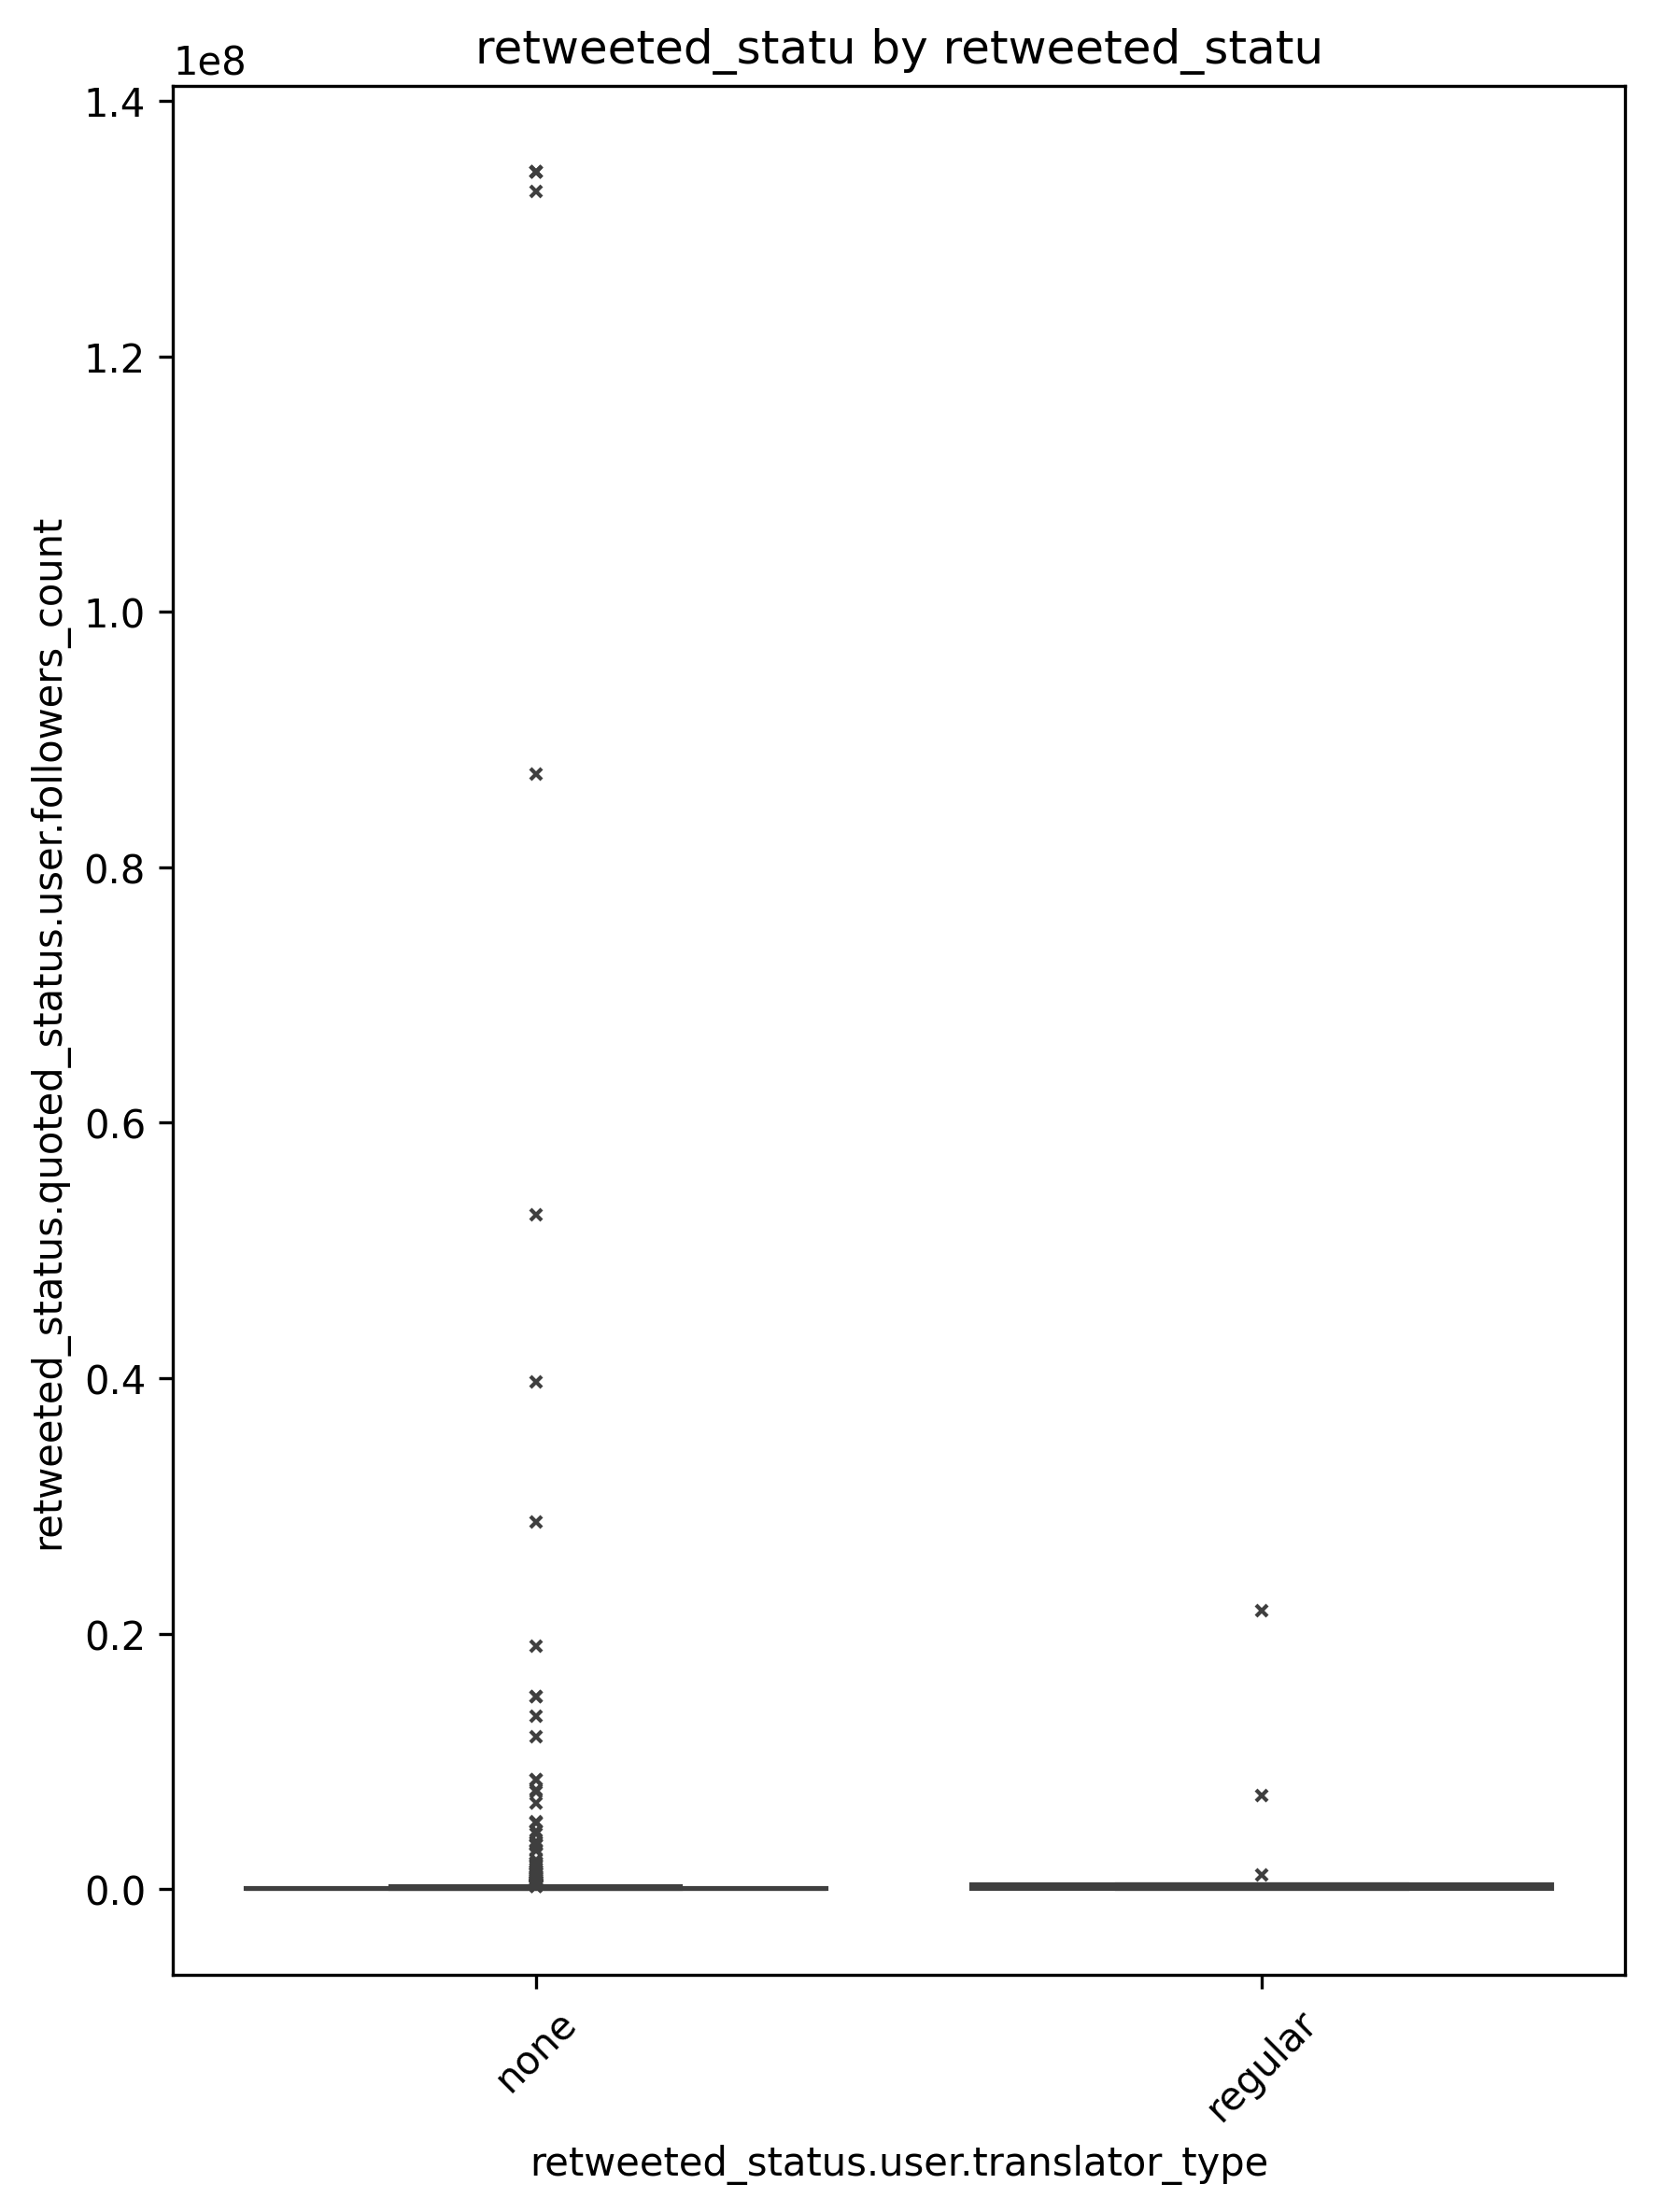 retweeted_statu by retweeted_statu
1e8
1.4
1.2
1.0
0.8
0.6
0.4
0.2
0.0
retweeted_status.quoted_status.user.followers_count
none
regular
retweeted_status.user.translator_type